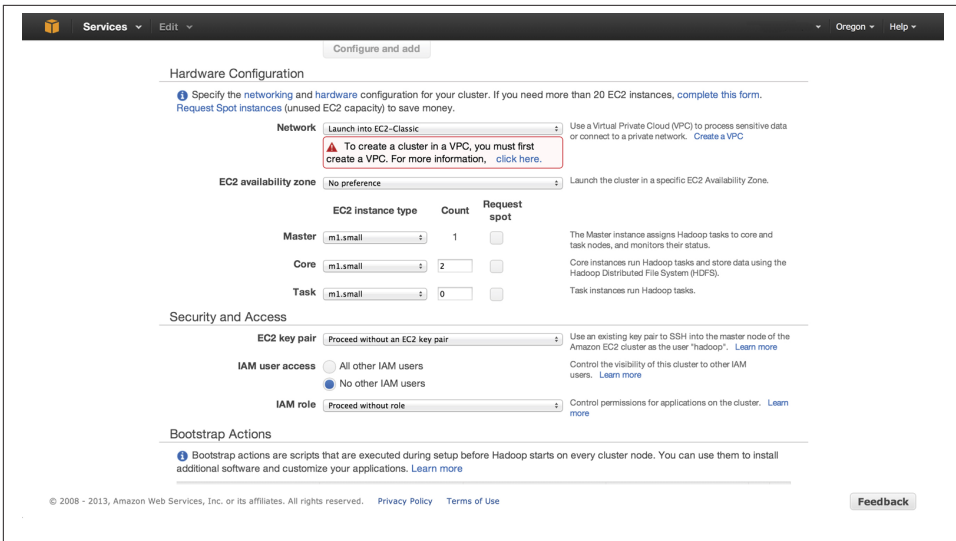 Services Edit Oregon Help
Configure and add
Hardware Configuration
Specify the networking and hardware configuration for your cluster. If you need more than 20 EC2 instances, complete this form.
Request Spot instances (unused EC2 capacity) to save money.
Network Launch into EC2-Classic
Use a Virtual Private Cloud (VPC) to process sensitive data
or connect to a private network. Create a VPC
To create a cluster in a VPC, you must first
create a VPC. For more information, click here.
EC2 availability zone No preference Launch the cluster in a specific EC2 Availability Zone.
EC2 instance type Count Request
spot
Master m1.small 1
The Master instance assigns Hadoop tasks to core and
task nodes, and monitors their status.
Core m1.small 2
Core instances run Hadoop tasks and store data using the
Hadoop Distributed File System (HDFS).
Task m1.small 0 Task instances run Hadoop tasks.
Security and Access
EC2 key pair Proceed without an EC2 key pair
Use an existing key pair to SSH into the master node of the
Amazon EC2 cluster as the user "hadoop". Learn more
IAM user access All other IAM users
No other IAM users
Control the visibility of this cluster to other IAM
users. Learn more
IAM role Proceed without role
Control permissions for applications on the cluster. Learn
more
Bootstrap Actions
Bootstrap actions are scripts that are executed during setup before Hadoop starts on every cluster node. You can use them to install
additional software and customize your applications. Learn more
© 2008 - 2013, Amazon Web Services, Inc. or its affiliates. All rights reserved. Privacy Policy Terms of Use Feedback